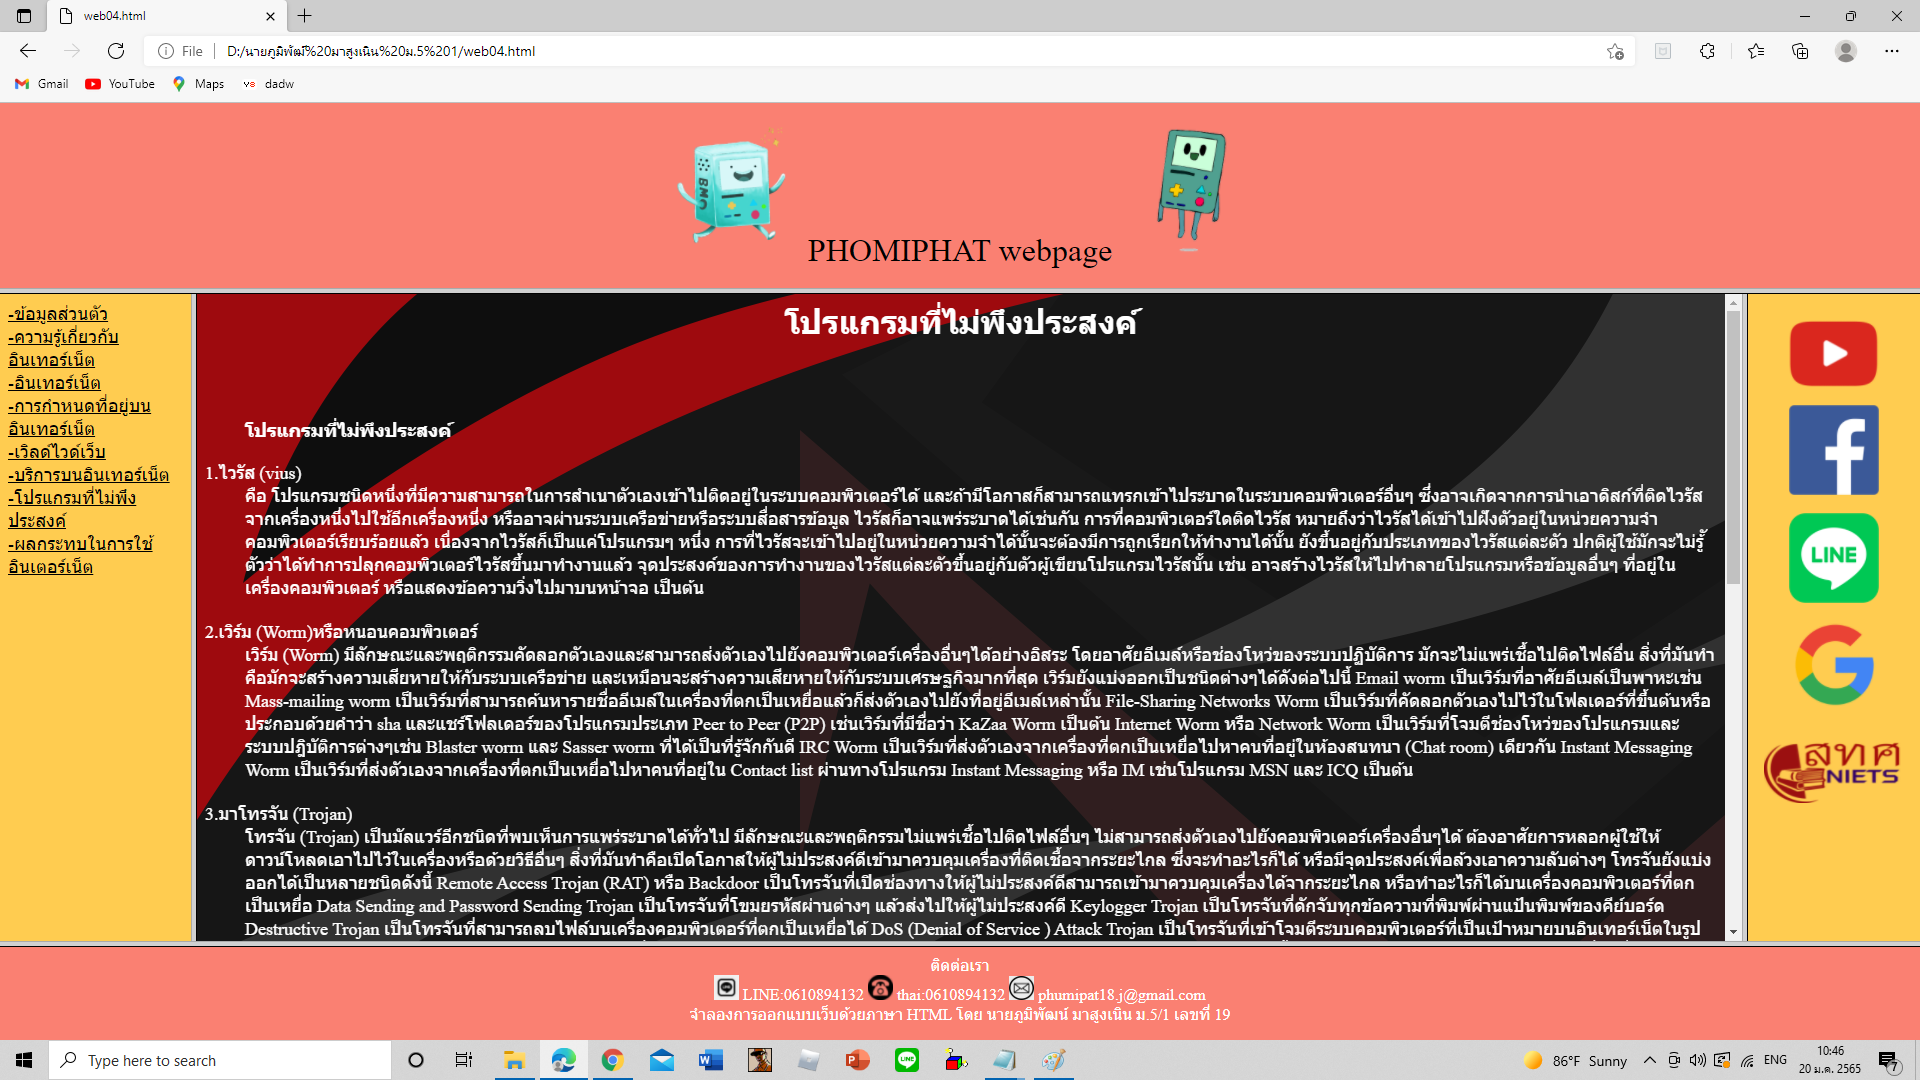 web04.html
File
D:/นายภูมิพัฒ์%20มาสูงเนิน%20ม.5%201/web04.html
Gmail
YouTube
Maps
dadw
BMO
PHOMIPHAT webpage
-ข้อมูลส่วนตัว
-ความรู้เกี่ยวกับ
อินเทอร์เน็ต
-อินเทอร์เน็ต
-การกำหนดที่อยู่บน
อินเทอร์เน็ต
-เวิลด์ไวด์เว็บ
-บริการบนอินเทอร์เน็ต
-โปรแกรมที่ไม่พึง
ประสงค์
-ผลกระทบในการใช้
อินเตอร์เน็ต
โปรแกรมที่ไม่พึงประสงค์
โปรแกรมที่ไม่พึงประสงค์
1.ไวรัส (vius)
คือ โปรแกรมชนิดหนึ่งที่มีความสามารถในการสำเนาตัวเองเข้าไปติดอยู่ในระบบคอมพิวเตอร์ได้ และถ้ามีโอกาสก็สามารถแทรกเข้าไประบาดในระบบคอมพิวเตอร์อื่นๆ ซึ่งอาจเกิดจากการนำเอาดิสก์ที่ติดไวรัส
จากเครื่องหนึ่งไปใช้อีกเครื่องหนึ่ง หรืออาจผ่านระบบเครือข่ายหรือระบบสื่อสารข้อมูล ไวรัสก็อาจแพร่ระบาดได้เช่นกัน การที่คอมพิวเตอร์ใดติดไวรัส หมายถึงว่าไวรัสได้เข้าไปฝังตัวอยู่ในหน่วยความจำ
คอมพิวเตอร์เรียบร้อยแล้ว เนื่องจากไวรัสก็เป็นแค่โปรแกรมๆ หนึ่ง การที่ไวรัสจะเข้าไปอยู่ในหน่วยความจำได้นั้นจะต้องมีการถูกเรียกให้ทำงานได้นั้น ยังขึ้นอยู่กับประเภทของไวรัสแต่ละตัว ปกติผู้ใช้มักจะไม่รู้
ตัวว่าได้ทำการปลุกคอมพิวเตอร์ไวรัสขึ้นมาทำงานแล้ว จุดประสงค์ของการทำงานของไวรัสแต่ละตัวขึ้นอยู่กับตัวผู้เขียนโปรแกรมไวรัสนั้น เช่น อาจสร้างไวรัสให้ไปทำลายโปรแกรมหรือข้อมูลอื่นๆ ที่อยู่ใน
เครื่องคอมพิวเตอร์ หรือแสดงข้อความวิ่งไปมาบนหน้าจอ เป็นต้น
2.เวิร์ม (Worm)หรือหนอนคอมพิวเตอร์
เวิร์ม (Worm) มีลักษณะและพฤติกรรมคัดลอกตัวเองและสามารถส่งตัวเองไปยังคอมพิวเตอร์เครื่องอื่นๆได้อย่างอิสระ โดยอาศัยอีเมล์หรือช่องโหว่ของระบบปฏิบัติการ มักจะไม่แพร่เชื้อไปติดไฟล์อื่น สิ่งที่มันทำ
คือมักจะสร้างความเสียหายให้กับระบบเครือข่าย และเหมือนจะสร้างความเสียหายให้กับระบบเศรษฐกิจมากที่สุด เวิร์มยังแบ่งออกเป็นชนิดต่างๆได้ดังต่อไปนี้ Email worm เป็นเวิร์มที่อาศัยอีเมล์เป็นพาหะเช่น
Mass-mailing worm เป็นเวิร์มที่สามารถค้นหารายชื่ออีเมล์ในเครื่องที่ตกเป็นเหยื่อแล้วก็ส่งตัวเองไปยังที่อยู่อีเมล์เหล่านั้น File-Sharing Networks Worm เป็นเวิร์มที่คัดลอกตัวเองไปไว้ในโฟลเดอร์ที่ขึ้นต้นหรือ
ประกอบด้วยคำว่า sha และแชร์โฟลเดอร์ของโปรแกรมประเภท Peer to Peer (P2P) เช่นเวิร์มที่มีชื่อว่า KaZaa Worm เป็นต้น Internet Worm หรือ Network Worm เป็นเวิร์มที่โจมตีช่องโหว่ของโปรแกรมและ
ระบบปฏิบัติการต่างๆเช่น Blaster worm และ Sasser worm ที่ได้เป็นที่รู้จักกันดี IRC Worm เป็นเวิร์มที่ส่งตัวเองจากเครื่องที่ตกเป็นเหยื่อไปหาคนที่อยู่ในห้องสนทนา (Chat room) เดียวกัน Instant Messaging
Worm เป็นเวิร์มที่ส่งตัวเองจากเครื่องที่ตกเป็นเหยื่อไปหาคนที่อยู่ใน Contact list ผ่านทางโปรแกรม Instant Messaging หรือ IM เช่นโปรแกรม MSN และ ICQ เป็นต้น
3.มาโทรจัน (Trojan)
โทรจัน (Trojan) เป็นมัลแวร์อีกชนิดที่พบเห็นการแพร่ระบาดได้ทั่วไป มีลักษณะและพฤติกรรมไม่แพร่เชื้อไปติดไฟล์อื่นๆ ไม่สามารถส่งตัวเองไปยังคอมพิวเตอร์เครื่องอื่นๆได้ ต้องอาศัยการหลอกผู้ใช้ให้
ดาวน์โหลดเอาไปไว้ในเครื่องหรือด้วยวิธีอื่นๆ สิ่งที่มันทำคือเปิดโอกาสให้ผู้ไม่ประสงค์ดีเข้ามาควบคุมเครื่องที่ติดเชื้อจากระยะไกล ซึ่งจะทำอะไรก็ได้ หรือมีจุดประสงค์เพื่อล้วงเอาความลับต่างๆ โทรจันยังแบ่ง
ออกได้เป็นหลายชนิดดังนี้ Remote Access Trojan (RAT) หรือ Backdoor เป็นโทรจันที่เปิดช่องทางให้ผู้ไม่ประสงค์ดีสามารถเข้ามาควบคุมเครื่องได้จากระยะไกล หรือทำอะไรก็ได้บนเครื่องคอมพิวเตอร์ที่ตก
เป็นเหยื่อ Data Sending and Password Sending Trojan เป็นโทรจันที่โขมยรหัสผ่านต่างๆ แล้วส่งไปให้ผู้ไม่ประสงค์ดี Keylogger Trojan เป็นโทรจันที่ดักจับทุกข้อความที่พิมพ์ผ่านแป้นพิมพ์ของคีย์บอร์ด
Destructive Trojan เป็นโทรจันที่สามารถลบไฟล์บนเครื่องคอมพิวเตอร์ที่ตกเป็นเหยื่อได้ DoS (Denial of Service ) Attack Trojan เป็นโทรจันที่เข้าโจมตีระบบคอมพิวเตอร์ที่เป็นเป้าหมายบนอินเทอร์เน็ตในรูป
LINE
สทศ
NIETS
ติดต่อเรา
LINE:0610894132 thai:0610894132 phumipat18.j@gmail.com
จำลองการออกแบบเว็บด้วยภาษา HTML โดย นายภูมิพัฒน์ มาสูงเนิน ม.5/1 เลขที่ 19
Type here to search
86°F Sunny
ENG
10:46
20 ม.ค. 2565
7